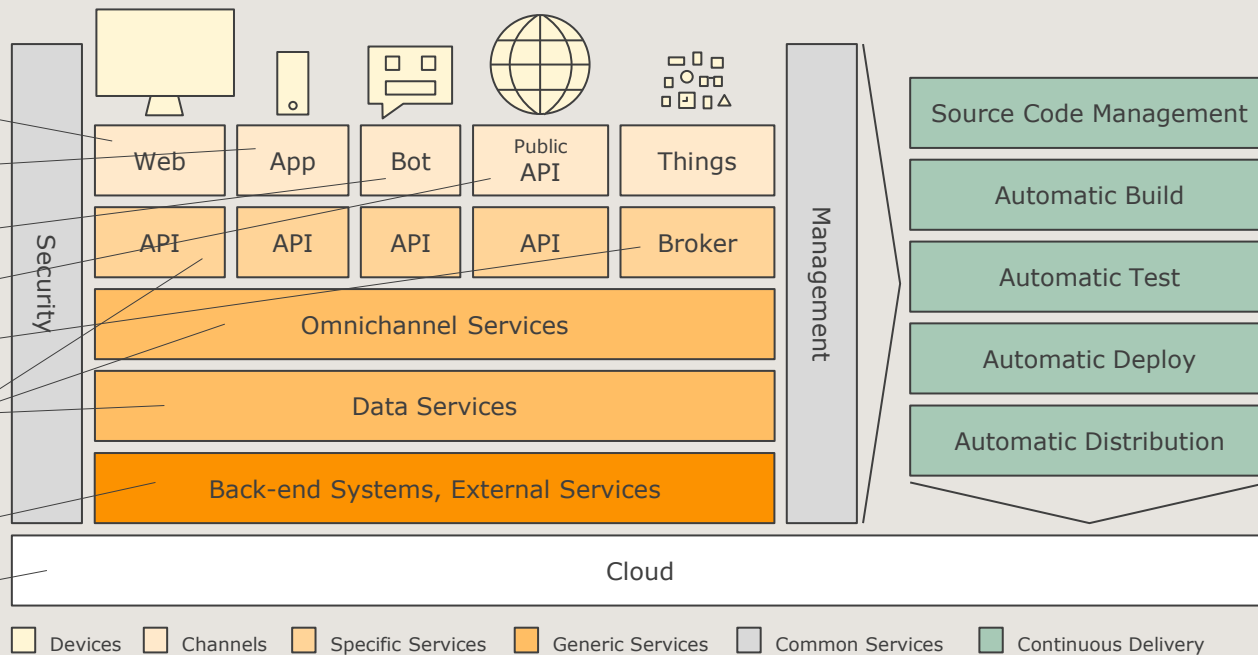 Web
App
Bot
Public
API
Things
Security
API
API
API
API
Broker
Management
Omnichannel Services
Data Services
Back-end Systems, External Services
Source Code Management
Automatic Build
Automatic Test
Automatic Deploy
Automatic Distribution
Cloud
Devices
Channels
Specific Services
Generic Services
Common Services
Continuous Delivery